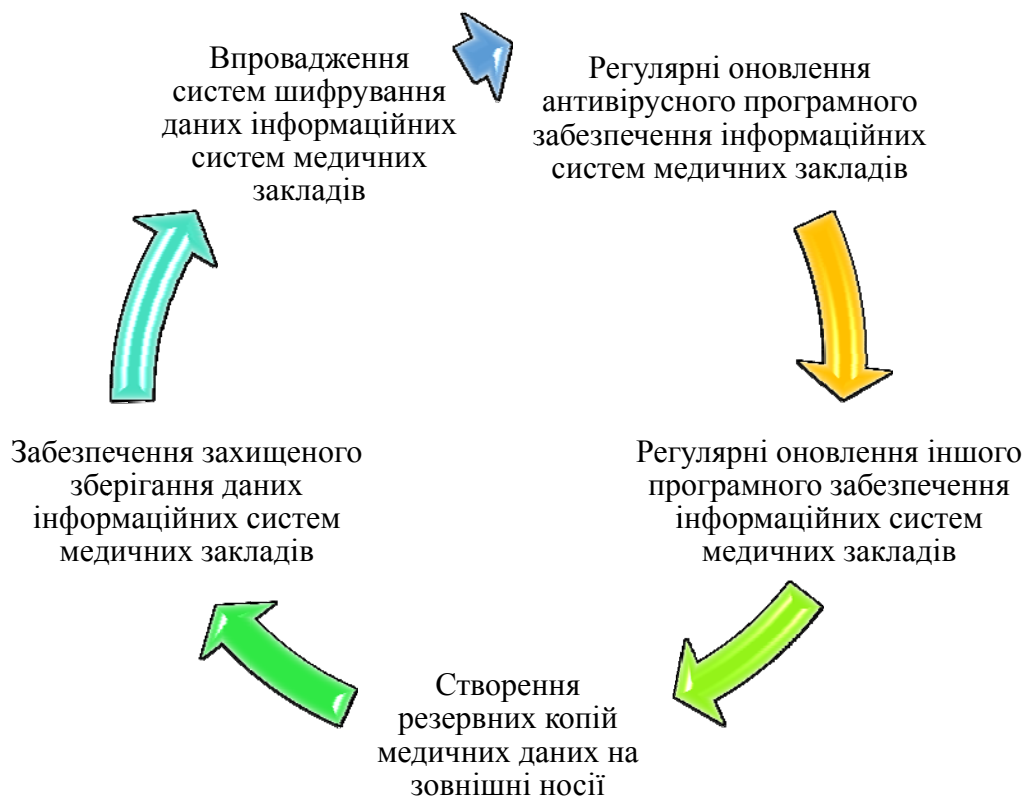 Впровадження
систем шифрування
даних інформаційних
систем медичних
закладів
Регулярні оновлення
антивірусного програмного
забезпечення інформаційних
систем медичних закладів
Регулярні оновлення іншого
програмного забезпечення
інформаційних систем
медичних закладів
Створення
резервних копій
медичних даних на
зовнішні носії
Забезпечення захищеного
зберігання даних
інформаційних систем
медичних закладів